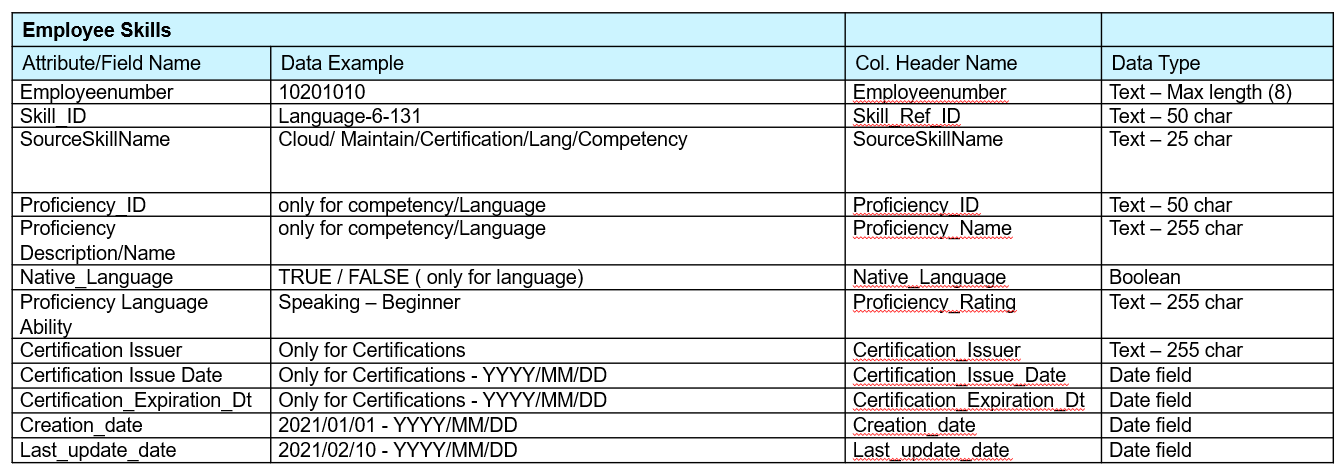 Employee Skills
Attribute/Field Name Data Example Col. Header Name Data Type
Employeenumber 10201010 Employeenumber Text – Max length (8)
Skill_ID Language-6-131 Skill_Ref_ID Text – 50 char
SourceSkillName Cloud/ Maintain/Certification/Lang/Competency SourceSkillName Text – 25 char
Proficiency_ID only for competency/Language Proficiency_ID Text – 50 char
Proficiency only for competency/Language Proficiency_Name Text – 255 char
Description/Name
Native_Language TRUE / FALSE ( only for language) Native_Language Boolean
Proficiency Language Speaking – Beginner Proficiency_Rating Text – 255 char
Ability
Certification Issuer Only for Certifications Certification_Issuer Text – 255 char
Certification Issue Date Only for Certifications - YYYY/MM/DD Certification_Issue_Date Date field
Certification_Expiration_Dt Only for Certifications - YYYY/MM/DD Certification_Expiration_Dt Date field
Creation_date 2021/01/01 - YYYY/MM/DD Creation_date Date field
Last_update_date 2021/02/10 - YYYY/MM/DD Last_update_date Date field